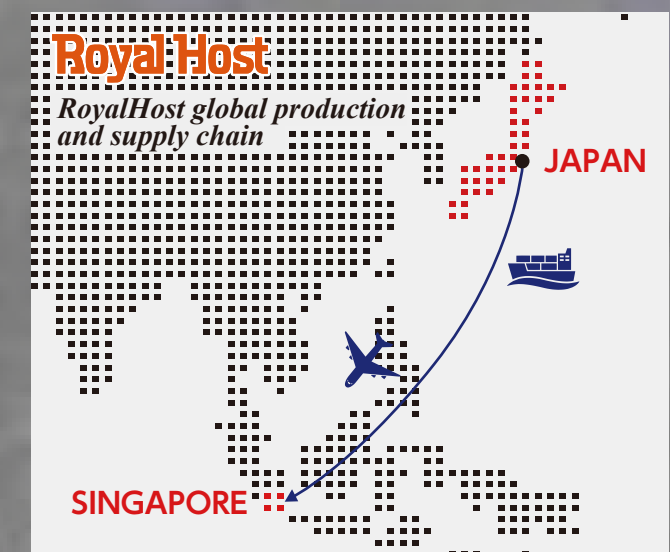 Royal Host
RoyalHost global production
and supply chain
JAPAN
SINGAPORE